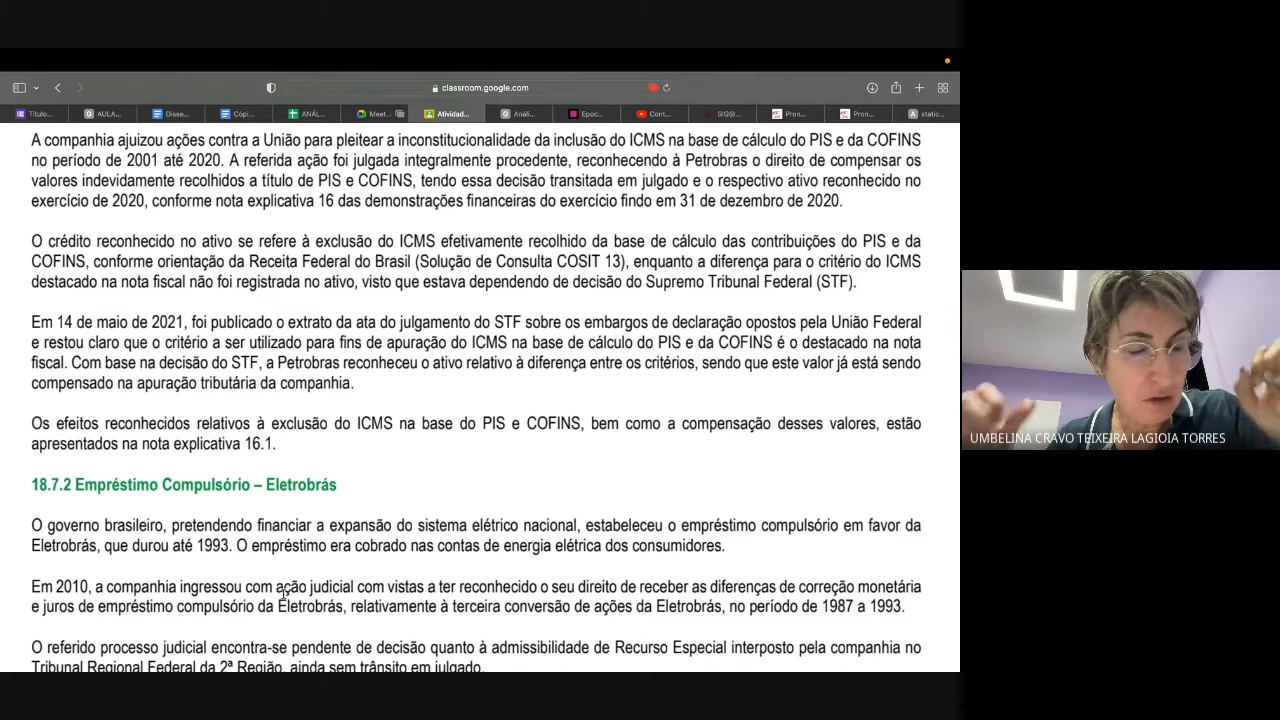 classroom.google.com
Título...
AULA...
Disse...
Cópi...
ANÁL...
Meet...
Atividad...
Análi...
Epoc...
Cont...
SIG@...
Pron...
Pron...
static...
A companhia ajuizou ações contra a União para pleitear a inconstitucionalidade da inclusão do ICMS na base de cálculo do PIS e da COFINS
no período de 2001 até 2020. A referida ação foi julgada integralmente procedente, reconhecendo à Petrobras o direito de compensar os
valores indevidamente recolhidos a título de PIS e COFINS, tendo essa decisão transitada em julgado e o respectivo ativo reconhecido no
exercício de 2020, conforme nota explicativa 16 das demonstrações financeiras do exercício findo em 31 de dezembro de 2020.
O crédito reconhecido no ativo se refere à exclusão do ICMS efetivamente recolhido da base de cálculo das contribuições do PIS e da
COFINS, conforme orientação da Receita Federal do Brasil (Solução de Consulta COSIT 13), enquanto a diferença para o critério do ICMS
destacado na nota fiscal não foi registrada no ativo, visto que estava dependendo de decisão do Supremo Tribunal Federal (STF).
Em 14 de maio de 2021, foi publicado o extrato da ata do julgamento do STF sobre os embargos de declaração opostos pela União Federal
e restou claro que o critério a ser utilizado para fins de apuração do ICMS na base de cálculo do PIS e da COFINS é o destacado na nota
fiscal. Com base na decisão do STF, a Petrobras reconheceu o ativo relativo à diferença entre os critérios, sendo que este valor já está sendo
compensado na apuração tributária da companhia.
Os efeitos reconhecidos relativos à exclusão do ICMS na base do PIS e COFINS, bem como a compensação desses valores, estão
apresentados na nota explicativa 16.1.
18.7.2 Empréstimo Compulsório – Eletrobrás
O governo brasileiro, pretendendo financiar a expansão do sistema elétrico nacional, estabeleceu o empréstimo compulsório em favor da
Eletrobrás, que durou até 1993. O empréstimo era cobrado nas contas de energia elétrica dos consumidores.
Em 2010, a companhia ingressou com ação judicial com vistas a ter reconhecido o seu direito de receber as diferenças de correção monetária
e juros de empréstimo compulsório da Eletrobrás, relativamente à terceira conversão de ações da Eletrobrás, no período de 1987 a 1993.
O referido processo judicial encontra-se pendente de decisão quanto à admissibilidade de Recurso Especial interposto pela companhia no
Tribunal Regional Federal da 2ª Região, ainda sem trânsito em julgado.
UMBELINA CRAVO TEIXEIRA LAGIOIA TORRES